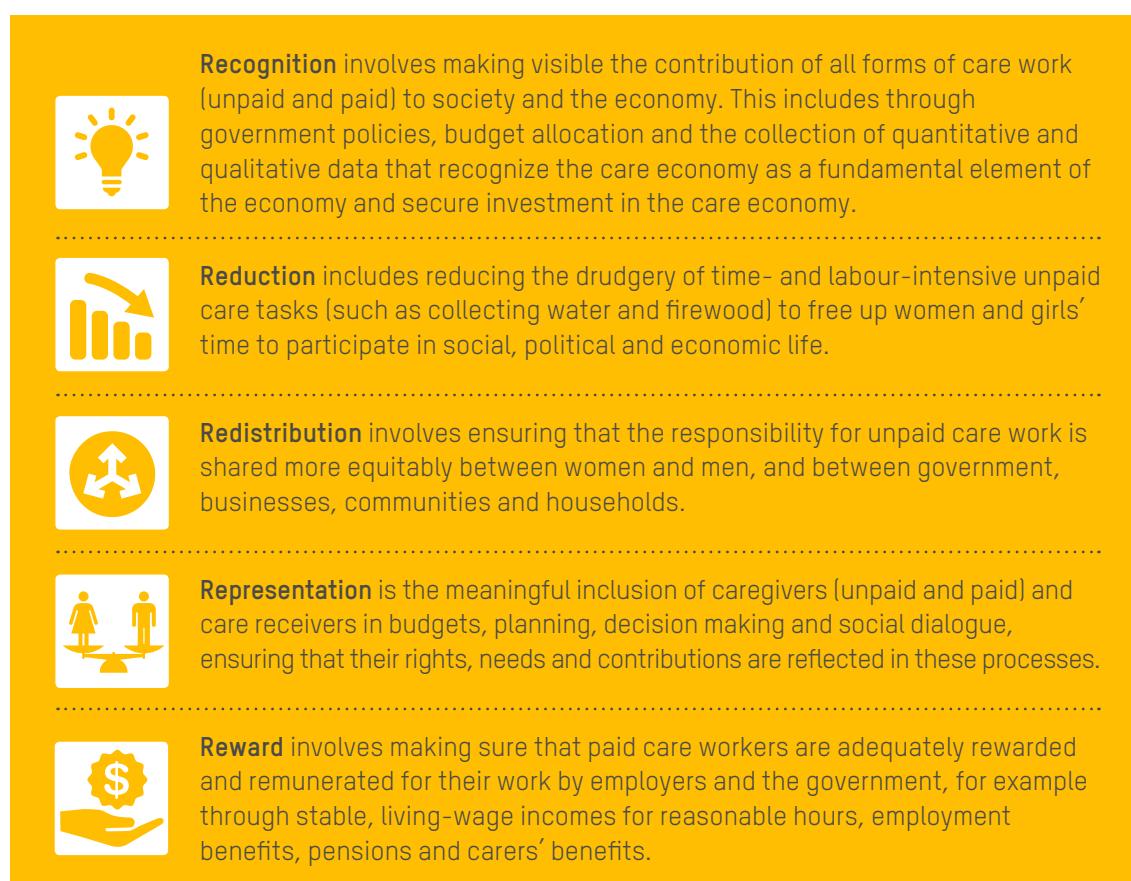 Recognition involves making visible the contribution of all forms of care work
(unpaid and paid) to society and the economy. This includes through
government policies, budget allocation and the collection of quantitative and
qualitative data that recognize the care economy as a fundamental element of
the economy and secure investment in the care economy.
Reduction includes reducing the drudgery of time- and labour-intensive unpaid
care tasks (such as collecting water and firewood) to free up women and girls’
time to participate in social, political and economic life.
Redistribution involves ensuring that the responsibility for unpaid care work is
shared more equitably between women and men, and between government,
businesses, communities and households.
Representation is the meaningful inclusion of caregivers (unpaid and paid) and
care receivers in budgets, planning, decision making and social dialogue,
ensuring that their rights, needs and contributions are reflected in these processes.
$
Reward involves making sure that paid care workers are adequately rewarded
and remunerated for their work by employers and the government, for example
through stable, living-wage incomes for reasonable hours, employment
benefits, pensions and carers’ benefits.